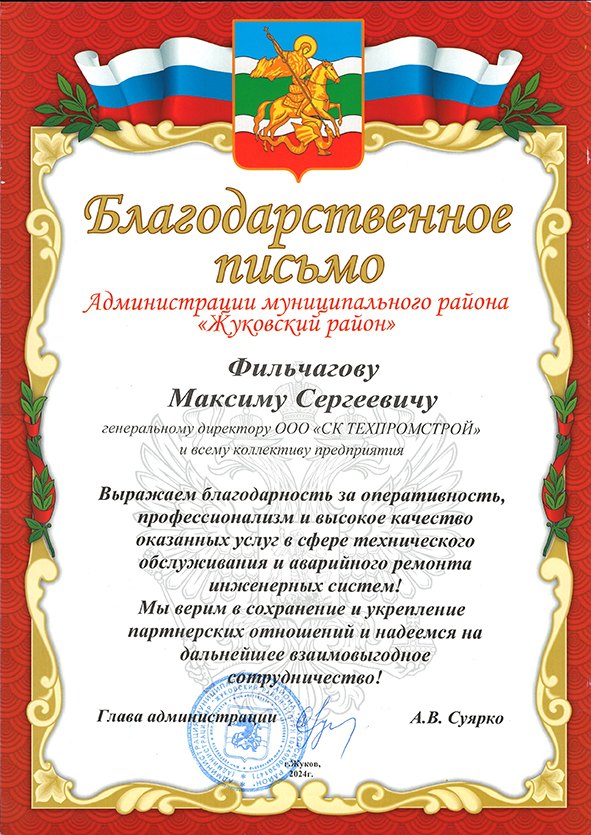 Благодарственное
письмо
Администрации муниципального района
«Жуковский район»
Фильчагову
Максиму Сергеевичу
генеральному директору ООО «СК ТЕХПРОМСТРОЙ»
и всему коллективу предприятия
Выражаем благодарность за оперативность,
профессионализм и высокое качество
оказанных услуг в сфере технического
обслуживания и аварийного ремонта
инженерных систем!
Мы верим в сохранение и укрепление
партнерских отношений и надеемся на
дальнейшее взаимовыгодное
сотрудничество!
Глава администрации А.В. Суярко
г.Жуков,
2024г.